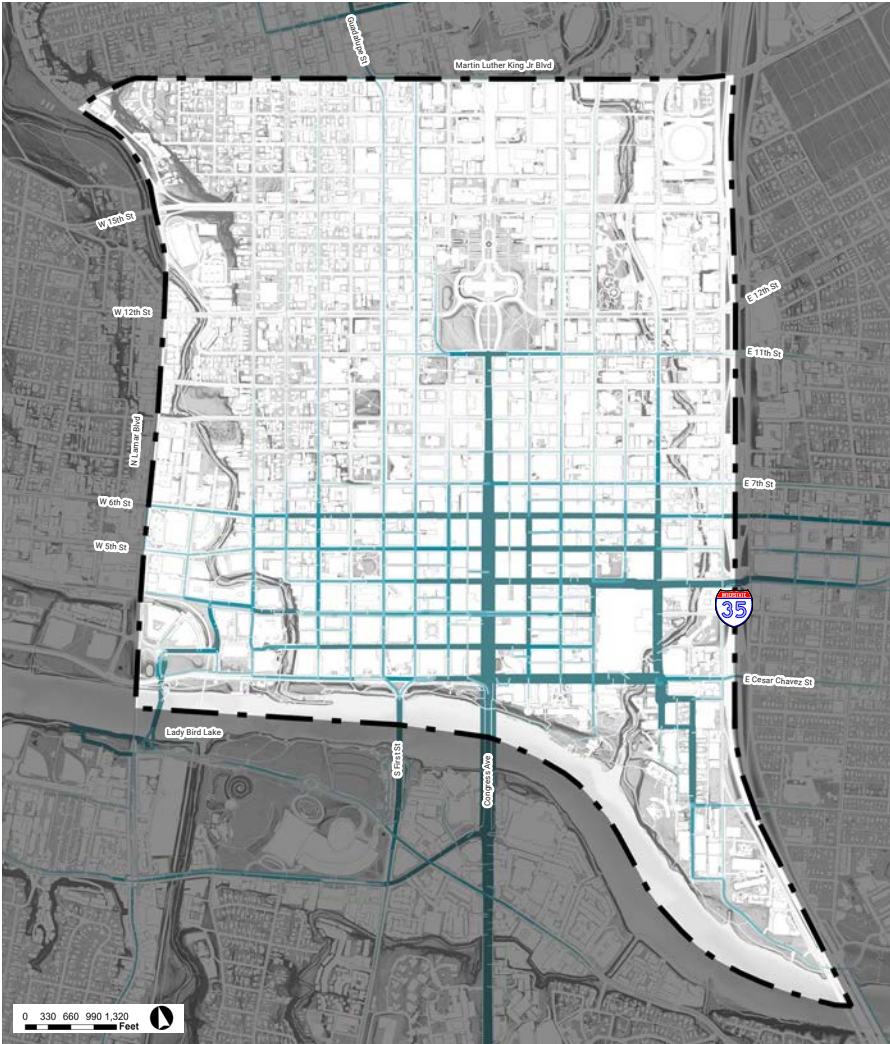 Guadalupe St
Martin Luther King Jr Blvd
W 15th St
E 12th St
W 12th St
E 11th St
N Lamar Blvd
E 7th St
W 6th St
W 5th St
INTERSTATE
35
E Cesar Chavez St
Lady Bird Lake
S First St
Congress Ave
0 330 660 990 1,320
Feet